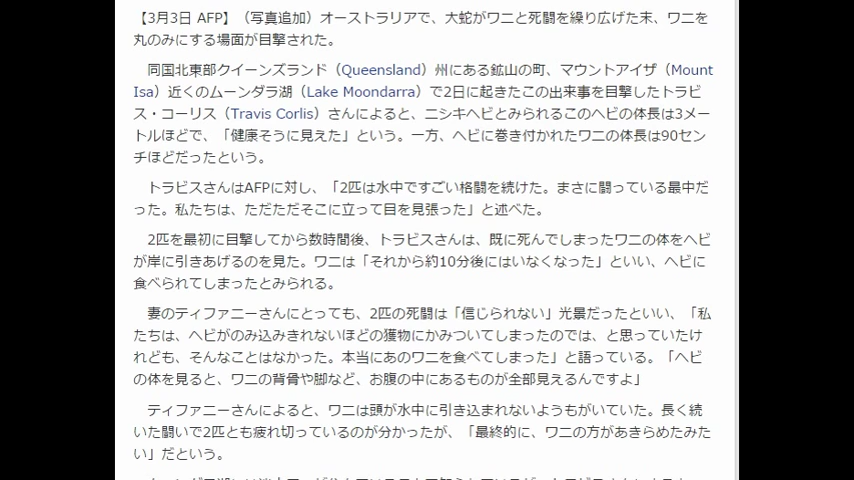 【3月3日 AFP】（写真追加）オーストラリアで、大蛇がワニと死闘を繰り広げた末、ワニを
丸のみにする場面が目撃された。
同国北東部クイーンズランド（Queensland）州にある鉱山の町、マウントアイザ（Mount
Isa）近くのムーンダラ湖（Lake Moondarra）で2日に起きたこの出来事を目撃したトラビ
ス・コーリス（Travis Corlis）さんによると、ニシキヘビとみられるこのヘビの体長は3メー
トルほどで、「健康そうに見えた」という。一方、ヘビに巻き付かれたワニの体長は90セン
チほどだったという。
トラビスさんはAFPに対し、「2匹は水中ですごい格闘を続けた。まさに闘っている最中だ
った。私たちは、ただただそこに立って目を見張った」と述べた。
2匹を最初に目撃してから数時間後、トラビスさんは、既に死んでしまったワニの体をヘビ
が岸に引きあげるのを見た。ワニは「それから約10分後にはいなくなった」といい、ヘビに
食べられてしまったとみられる。
妻のティファニーさんにとっても、2匹の死闘は「信じられない」光景だったといい、「私
たちは、ヘビがのみ込みきれないほどの獲物にかみついてしまったのでは、と思っていたけ
れども、そんなことはなかった。本当にあのワニを食べてしまった」と語っている。「ヘビ
の体を見ると、ワニの背骨や脚など、お腹の中にあるものが全部見えるんですよ」
ティファニーさんによると、ワニは頭が水中に引き込まれないようもがいていた。長く続
いた闘いで2匹とも疲れ切っているのが分かったが、「最終的に、ワニの方があきらめたみた
い」だという。